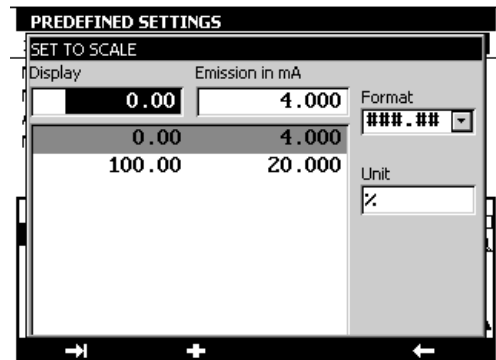 PREDEFINED SETTINGS
SET TO SCALE
Display Emission in mA
0.00 4.000 Format
###.##
0.00 4.000
100.00 20.000
Unit
%